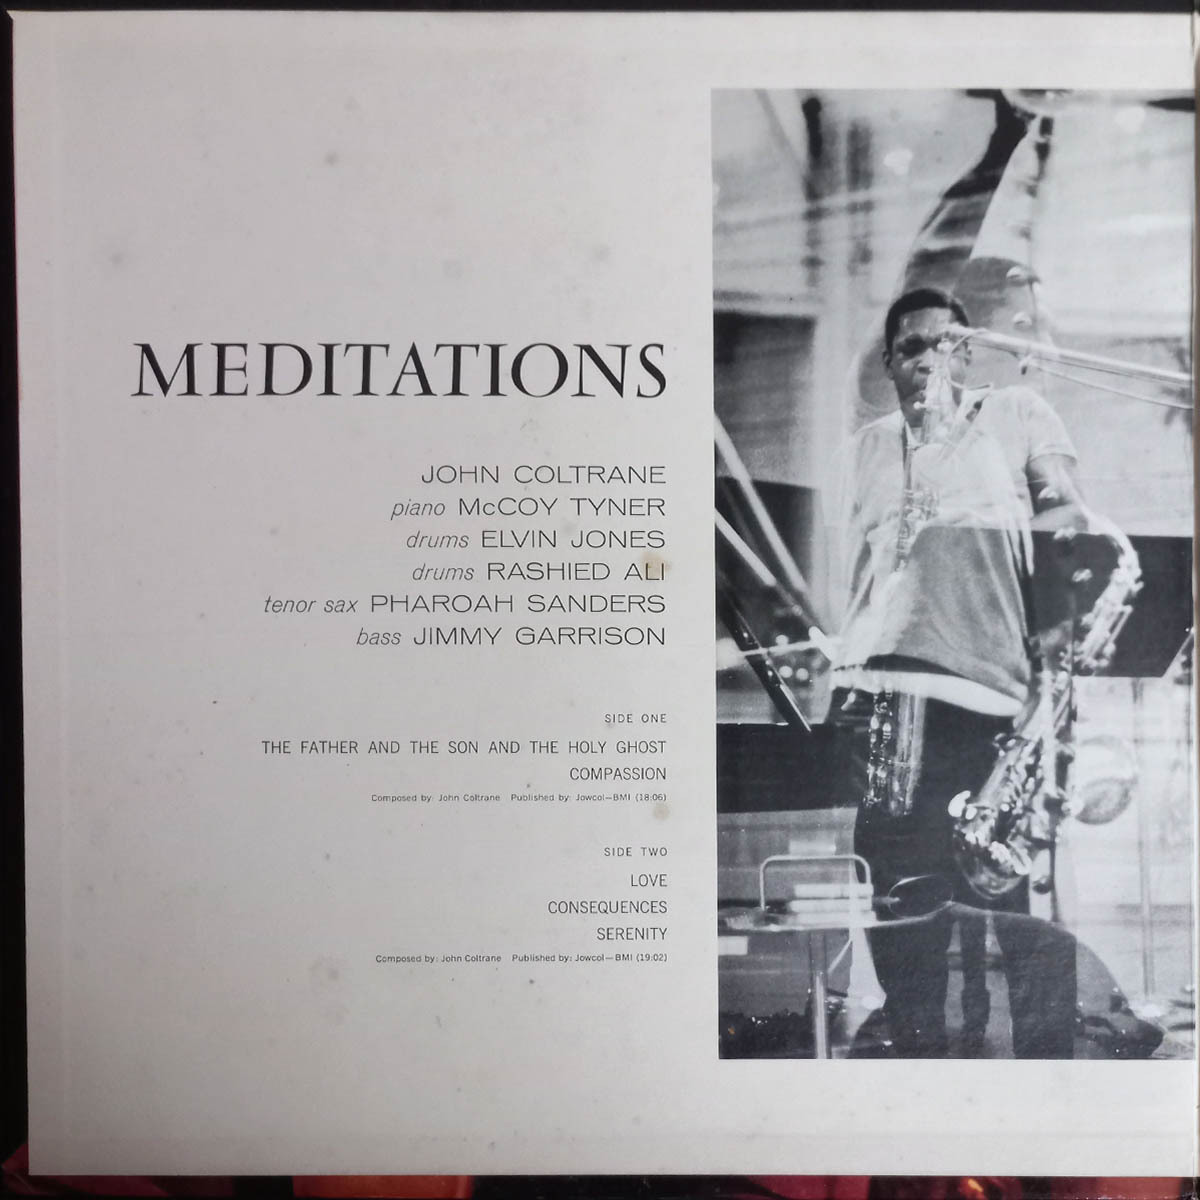 MEDITATIONS
JOHN COLTRANE
piano McCOY TYNER
drums ELVIN JONES
drums RASHIED ALI
tenor sax PHAROAH SANDERS
bass JIMMY GARRISON
SIDE ONE
THE FATHER AND THE SON AND THE HOLY GHOST
COMPASSION
Composed by: John Coltrane Published by: Jowcol—BMI (18:06)
SIDE TWO
LOVE
CONSEQUENCES
SERENITY
Composed by: John Coltrane Published by: Jowcol—BMI (19:02)